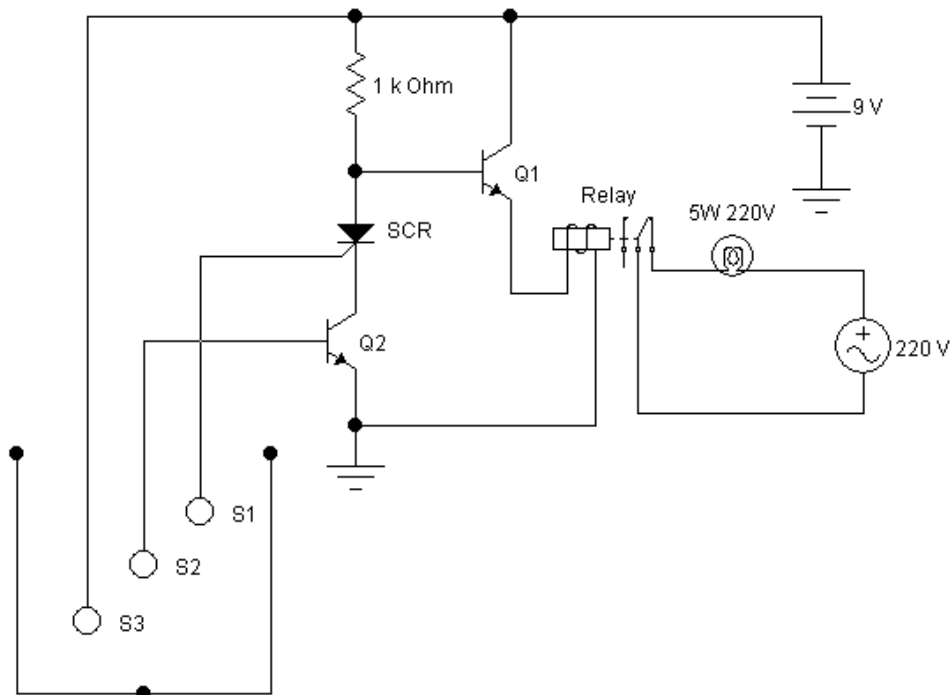 1 k Ohm
9 V
Q1
Relay
5W 220V
SCR
Q2
220 V
S1
S2
S3